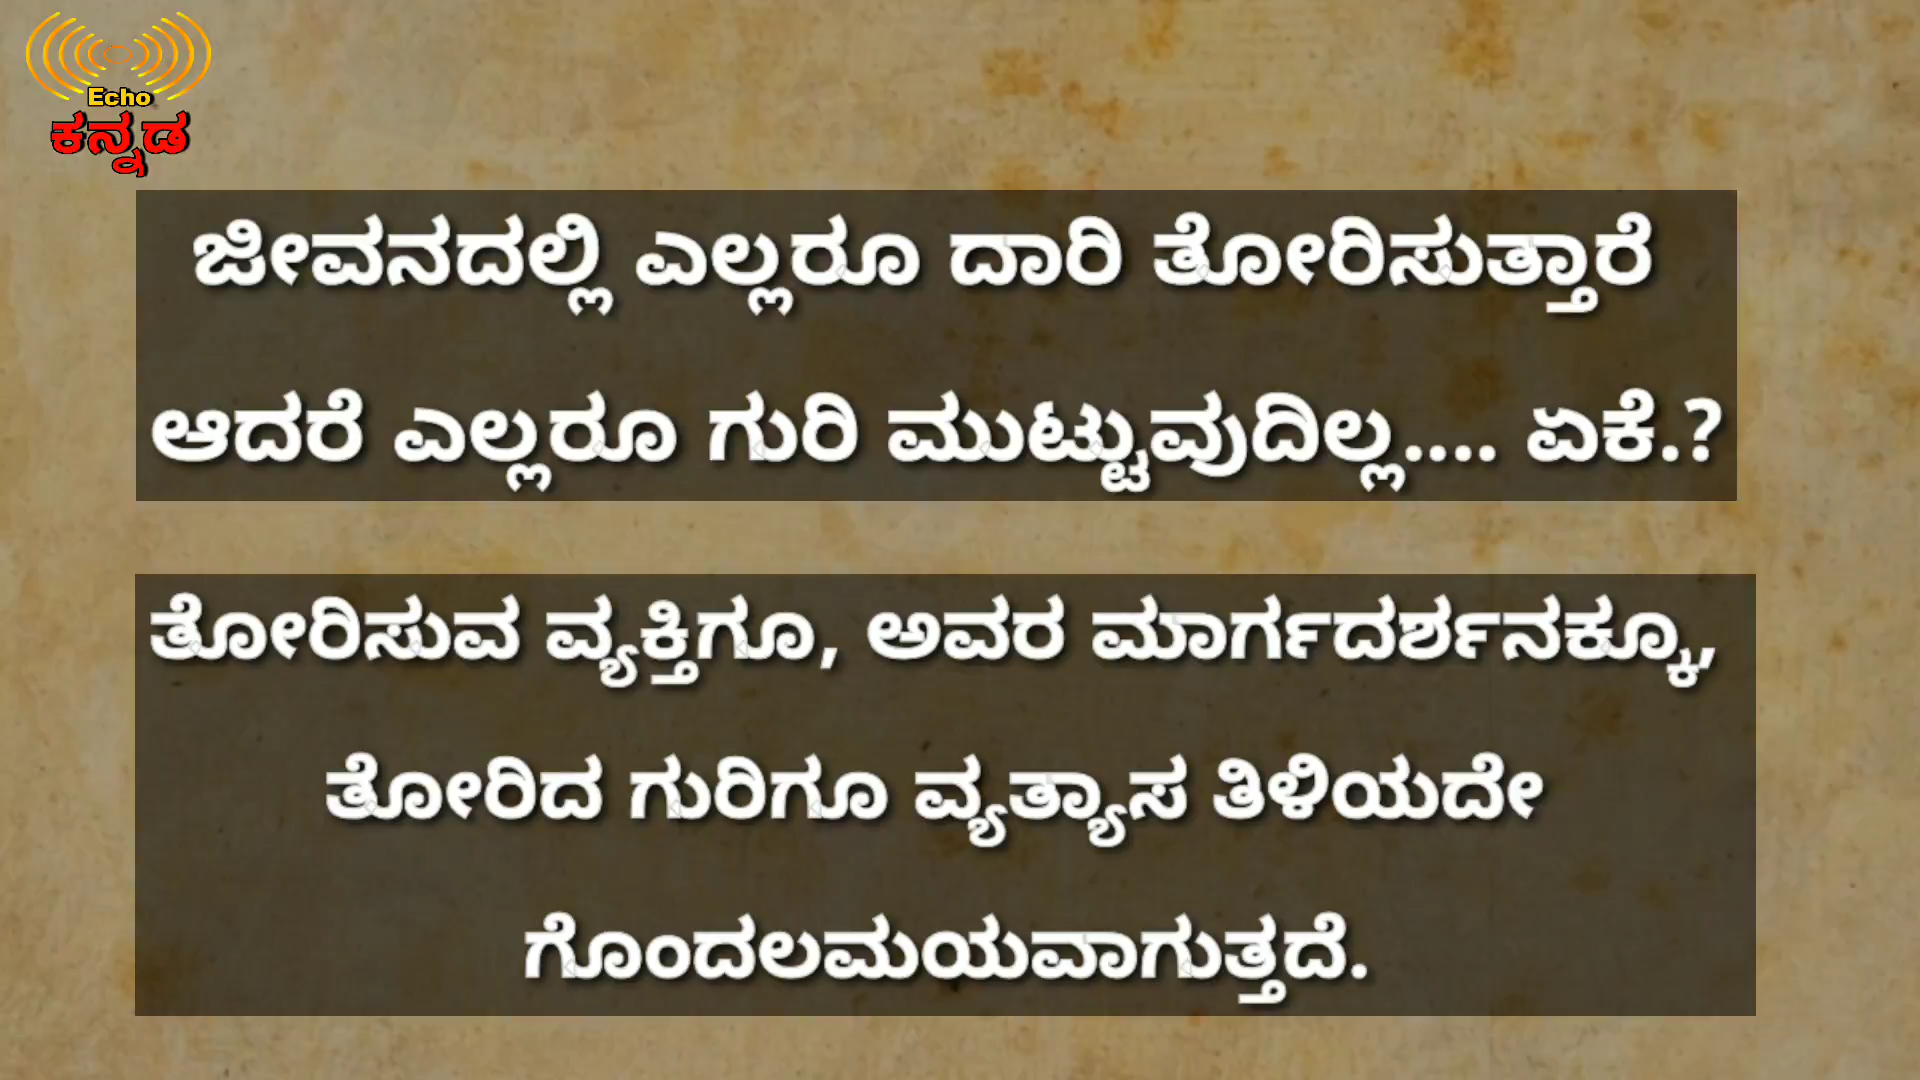 Echo
ಕನ್ನಡ
ಜೀವನದಲ್ಲಿ ಎಲ್ಲರೂ ದಾರಿ ತೋರಿಸುತ್ತಾರೆ
ಆದರೆ ಎಲ್ಲರೂ ಗುರಿ ಮುಟ್ಟುವುದಿಲ್ಲ.... ಏಕೆ.?
ತೋರಿಸುವ ವ್ಯಕ್ತಿಗೂ, ಅವರ ಮಾರ್ಗದರ್ಶನಕ್ಕೂ,
ತೋರಿದ ಗುರಿಗೂ ವ್ಯತ್ಯಾಸ ತಿಳಿಯದೇ
ಗೊಂದಲಮಯವಾಗುತ್ತದೆ.